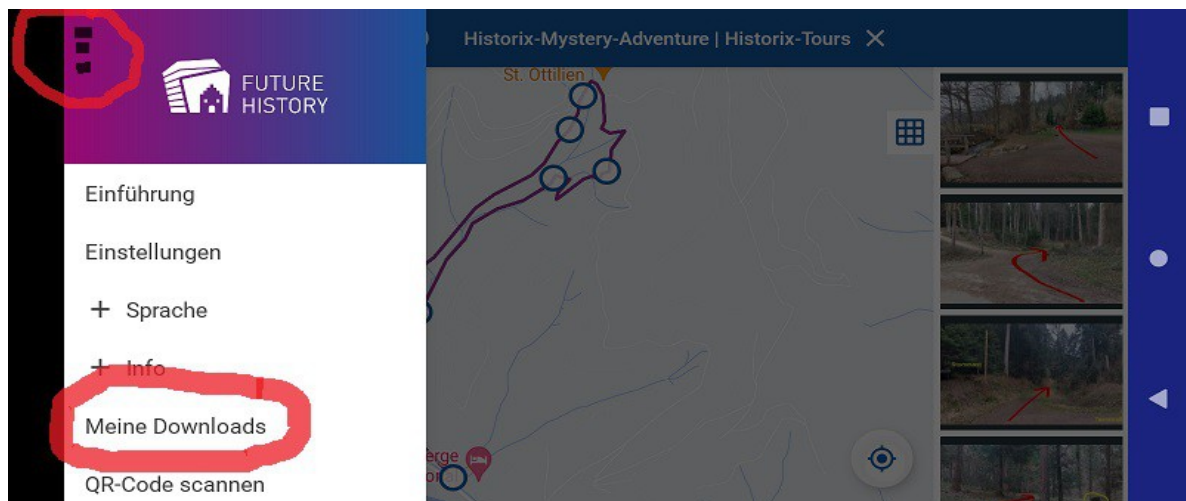 FUTURE
HISTORY
Einführung
Einstellungen
+ Sprache
+ Info
Meine Downloads
QR-Code scannen
Historix-Mystery-Adventure | Historix-Tours
St. Ottilien